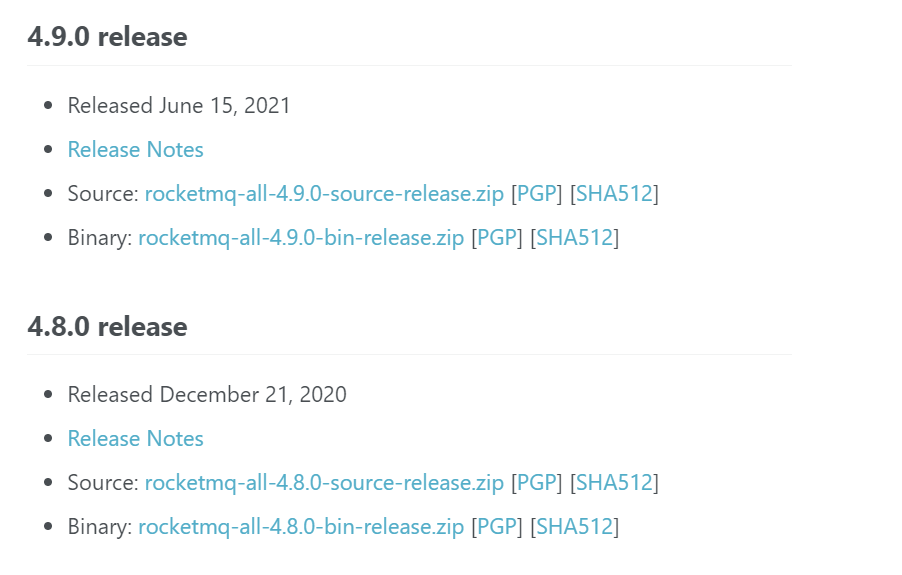 4.9.0 release
Released June 15, 2021
Release Notes
Source: rocketmq-all-4.9.0-source-release.zip [PGP] [SHA512]
Binary: rocketmq-all-4.9.0-bin-release.zip [PGP] [SHA512]
4.8.0 release
Released December 21, 2020
Release Notes
Source: rocketmq-all-4.8.0-source-release.zip [PGP] [SHA512]
Binary: rocketmq-all-4.8.0-bin-release.zip [PGP] [SHA512]